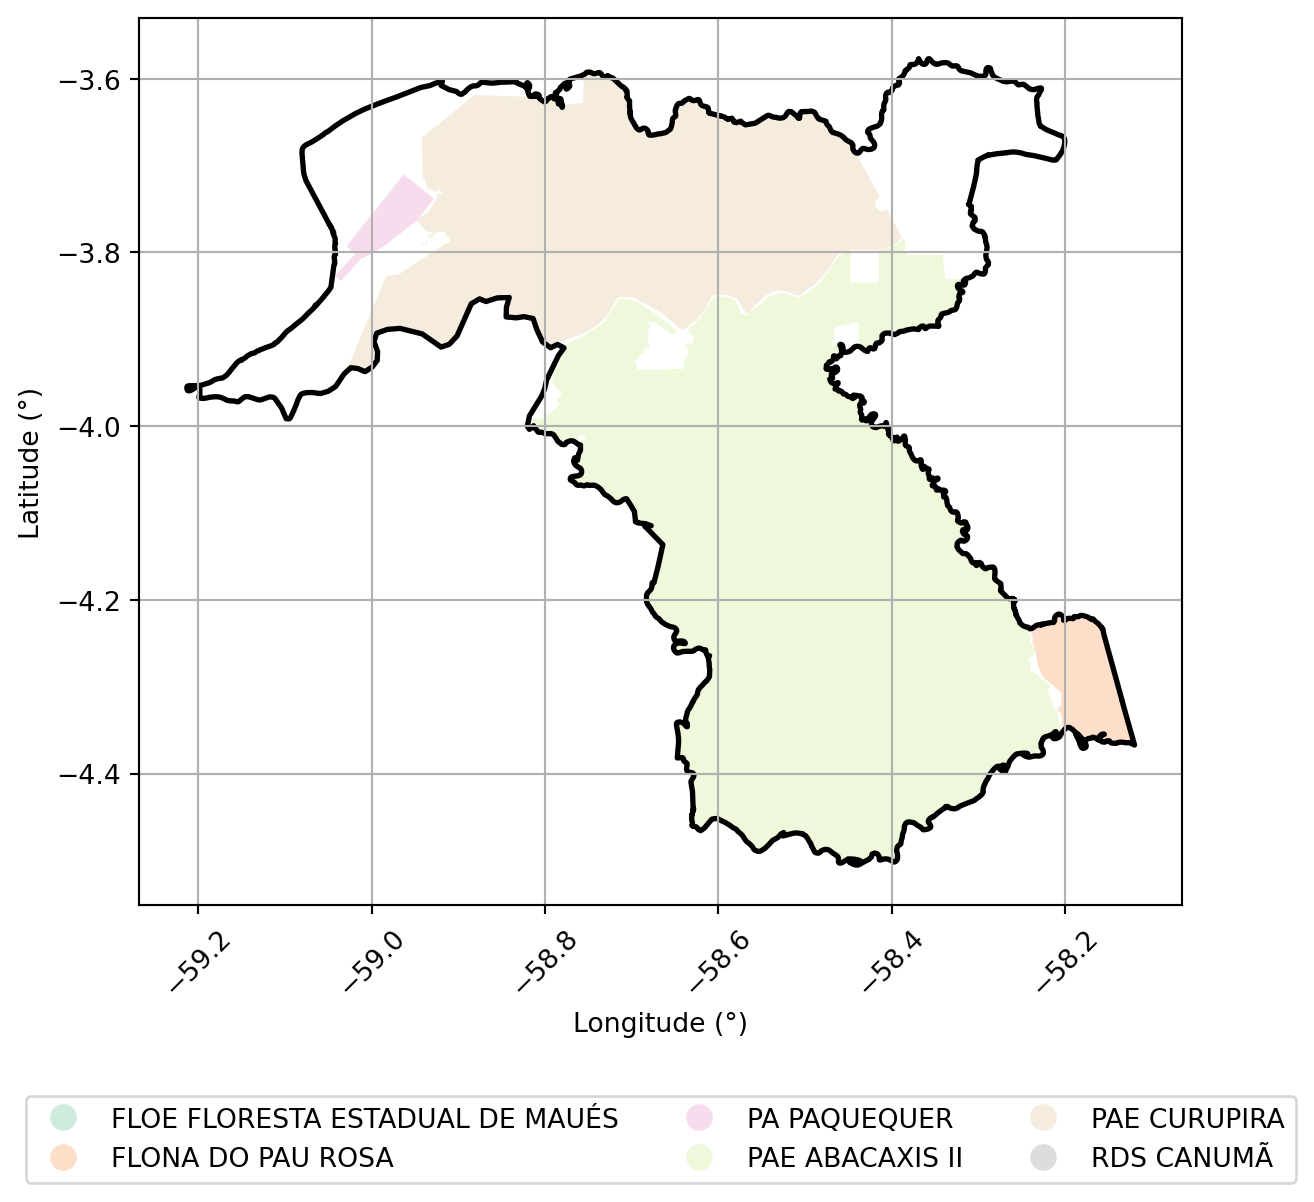 −3.6
−3.8
−4.0
−4.2
−4.4
Latitude (°)
−59.2
−59.0
−58.8
−58.6
−58.4
−58.2
Longitude (°)
FLOE FLORESTA ESTADUAL DE MAUÉS
FLONA DO PAU ROSA
PA PAQUEQUER
PAE ABACAXIS II
PAE CURUPIRA
RDS CANUMÃ